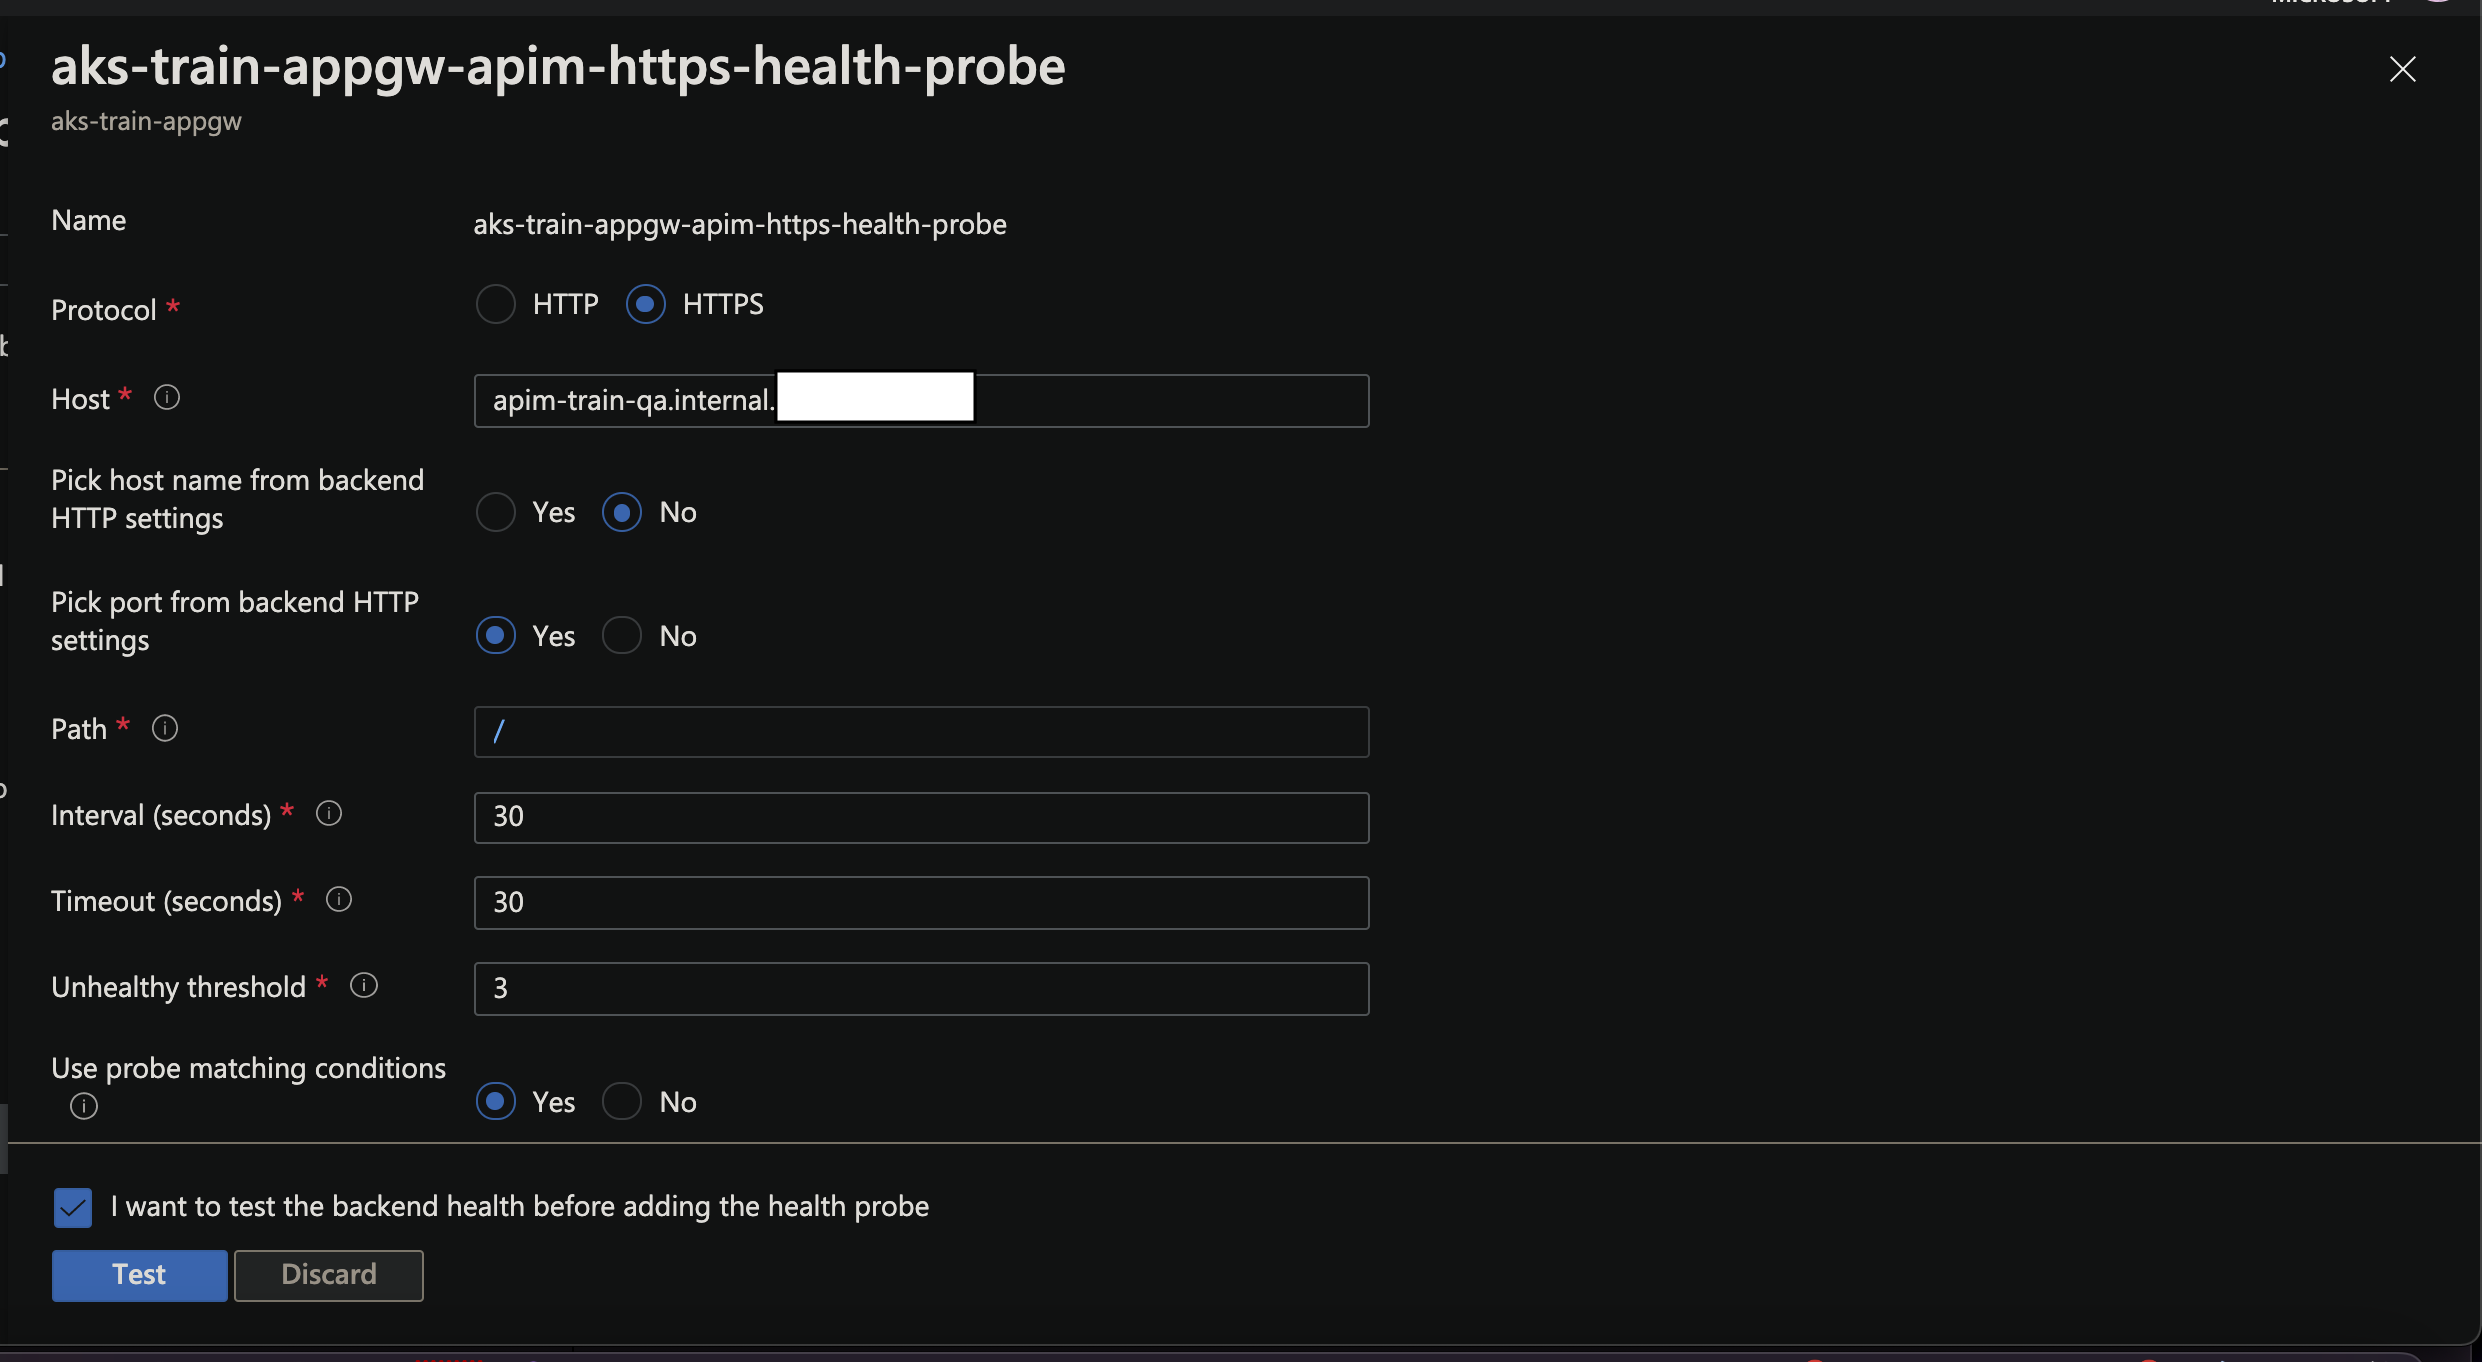 aks-train-appgw-apim-https-health-probe
aks-train-appgw
Name
aks-train-appgw-apim-https-health-probe
Protocol *
HTTP HTTPS
Host *
apim-train-qa.internal.
Pick host name from backend
HTTP settings
Yes No
Pick port from backend HTTP
settings
Yes No
Path *
/
Interval (seconds) *
30
Timeout (seconds) *
30
Unhealthy threshold *
3
Use probe matching conditions
Yes No
I want to test the backend health before adding the health probe
Test Discard